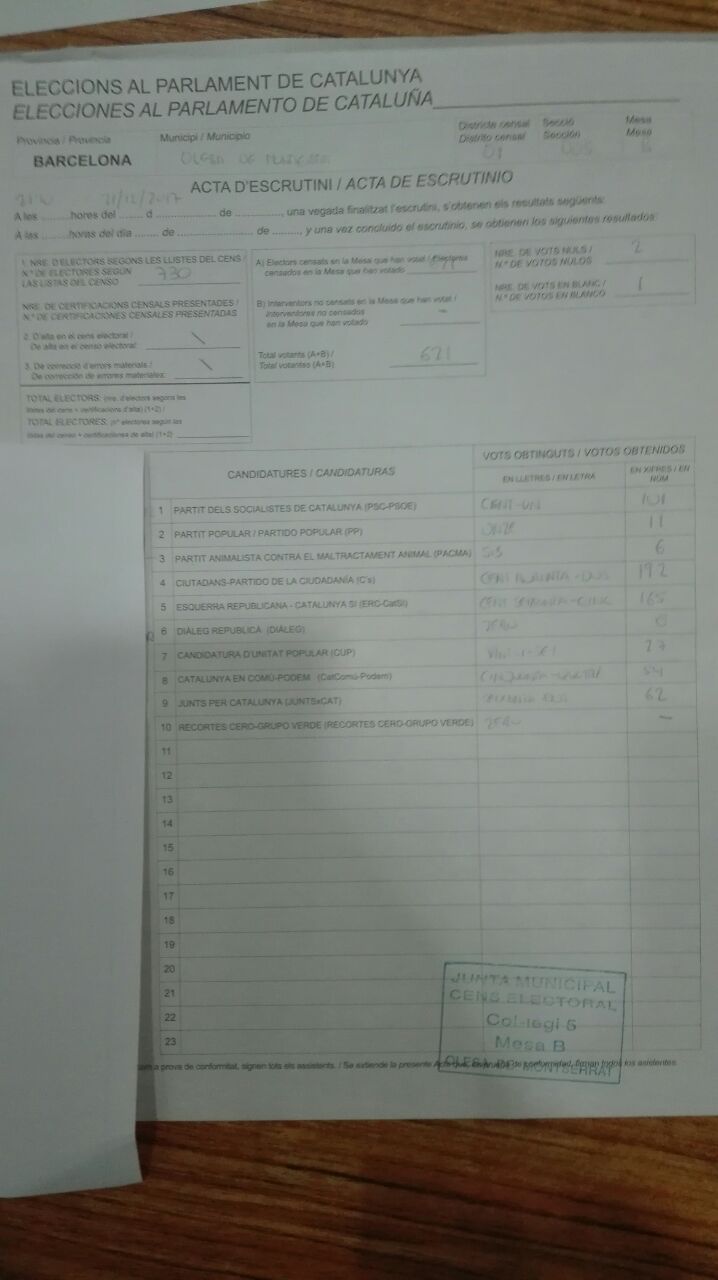 ELECCIONS AL PARLAMENT DE CATALUNYA
ELECCIONES AL PARLAMENTO DE CATALUÑA
Província / Provincia
BARCELONA
Municipi / Municipio
OLESA DE
Districte censal
Distrito censal
01
Secció
Sección
Mesa
Mesa
B
ACTA D'ESCRUTINI / ACTA DE ESCRUTINIO
21/12/2017
A les ........hores del ........ d ................ de ............, una vegada finalitzat l'escrutini, s'obtenen els resultats següents:
A las ........horas del día ........ de ................ de .........., y una vez concluido el escrutinio, se obtienen los siguientes resultados:
1. NRE. D'ELECTORS SEGONS LES LLISTES DEL CENS /
N.º DE ELECTORES SEGÚN
LAS LISTAS DEL CENSO
730
NRE. DE CERTIFICACIONS CENSALS PRESENTADES /
N.º DE CERTIFICACIONES CENSALES PRESENTADAS
2. D'alta en el cens electoral /
De alta en el censo electoral:
3. De correcció d'errors materials /
De corrección de errores materiales:
TOTAL ELECTORS: (nre. d'electors segons les
llistes del cens + certificacions d'alta) (1+2) /
TOTAL ELECTORES: (nº electores según las
listas del censo + certificaciones de alta) (1+2)
A) Electors censats en la Mesa que han votat / Electores
censados en la Mesa que han votado
B) Interventors no censats en la Mesa que han votat /
Interventores no censados
en la Mesa que han votado
-
Total votants (A+B) /
Total votantes (A+B)
621
NRE. DE VOTS NULS /
N.º DE VOTOS NULOS
2
NRE. DE VOTS EN BLANC /
N.º DE VOTOS EN BLANCO
1
CANDIDATURES / CANDIDATURAS
VOTS OBTINGUTS / VOTOS OBTENIDOS
EN LLETRES / EN LETRA
EN XIFRES / EN NÚM
1 PARTIT DELS SOCIALISTES DE CATALUNYA (PSC-PSOE) CENT-UN 101
2 PARTIT POPULAR / PARTIDO POPULAR (PP) ONZE 11
3 PARTIT ANIMALISTA CONTRA EL MALTRACTAMENT ANIMAL (PACMA) SIS 6
4 CIUTADANS-PARTIDO DE LA CIUDADANÍA (C's) CENT - DOS 192
5 ESQUERRA REPUBLICANA - CATALUNYA SÍ (ERC-CatSÍ) CENT SEIXANTA-CINC 165
6 DIÀLEG REPUBLICÀ (DIÀLEG) ZERO 0
7 CANDIDATURA D'UNITAT POPULAR (CUP) 27
8 CATALUNYA EN COMÚ-PODEM (CatComú-Podem) CINQUANTA-QUATRE 54
9 JUNTS PER CATALUNYA (JUNTSxCAT) 62
10 RECORTES CERO-GRUPO VERDE (RECORTES CERO-GRUPO VERDE) ZERO -
11
12
13
14
15
16
17
18
19
20
21
22
23
JUNTA MUNICIPAL
CENS ELECTORAL
Col·legi 5
Mesa B
OLESA DE MONTSERRAT
a prova de conformitat, signen tots els assistents. / Se extiende la presente Acta que, de conformidad, firman todos los asistentes.